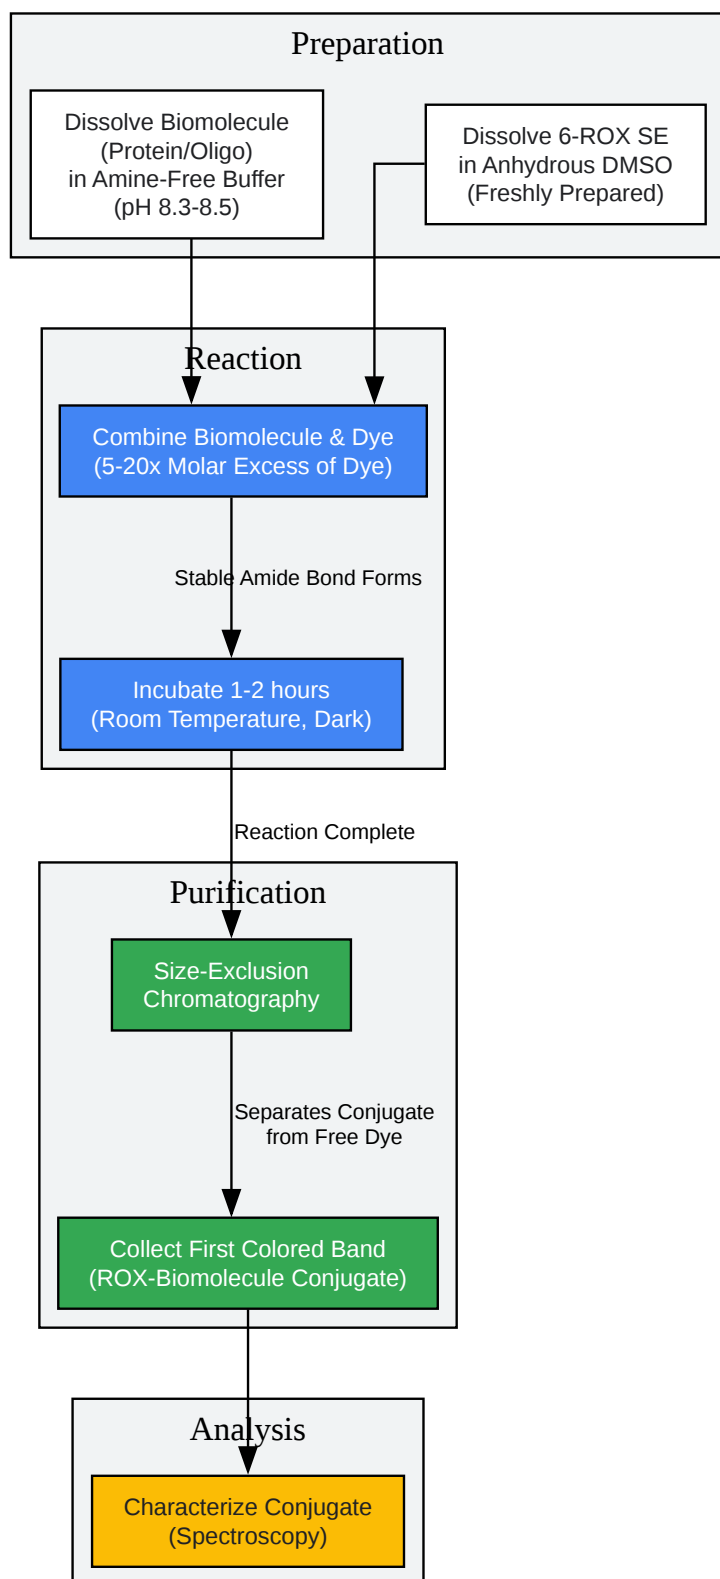 Preparation
Dissolve Biomolecule
(Protein/Oligo)
in Amine-Free Buffer
(pH 8.3-8.5)
Dissolve 6-ROX SE
in Anhydrous DMSO
(Freshly Prepared)
Reaction
Combine Biomolecule & Dye
(5-20x Molar Excess of Dye)
Stable Amide Bond Forms
Incubate 1-2 hours
(Room Temperature, Dark)
Reaction Complete
Purification
Size-Exclusion
Chromatography
Separates Conjugate
from Free Dye
Collect First Colored Band
(ROX-Biomolecule Conjugate)
Analysis
Characterize Conjugate
(Spectroscopy)